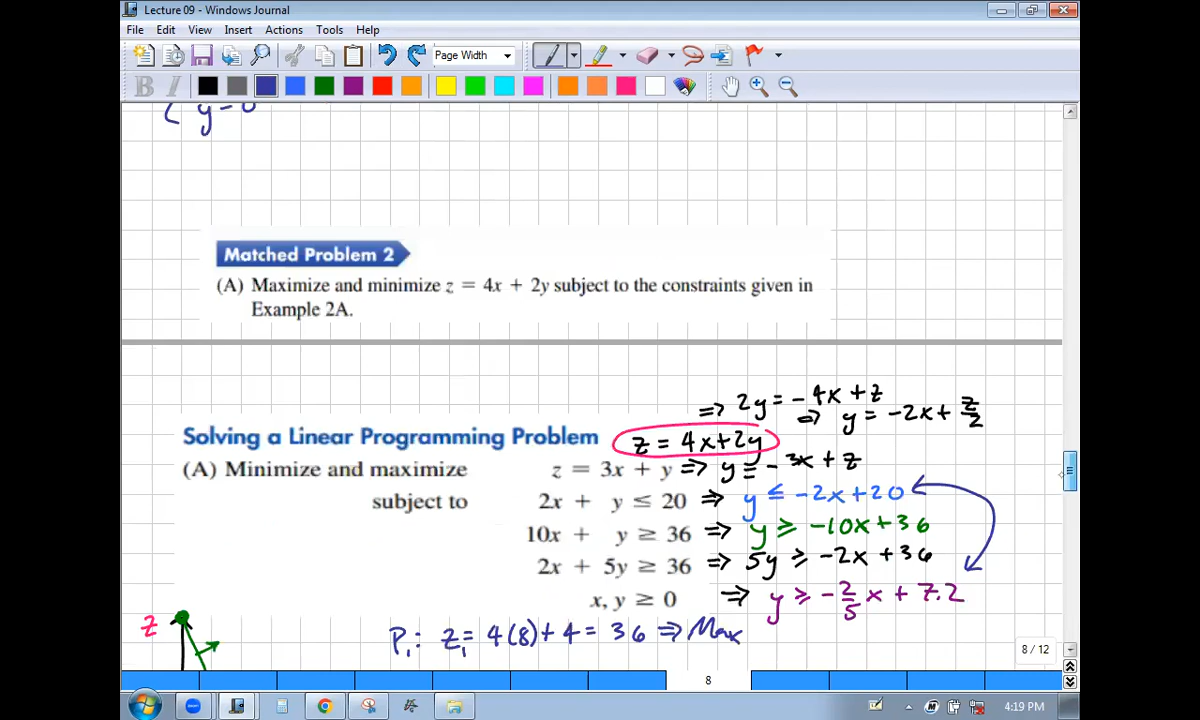 Lecture 09 - Windows Journal
File Edit View Insert Actions Tools Help
Page Width
B I
y - 0
Matched Problem 2
(A) Maximize and minimize z = 4x + 2y subject to the constraints given in
Example 2A.
⇒ 2y = -4x + z
⇒ y = -2x + z/2
Solving a Linear Programming Problem z = 4x+2y
(A) Minimize and maximize z = 3x + y ⇒ y = -3x + z
subject to 2x + y ≤ 20 ⇒ y ≤ -2x+20
10x + y ≥ 36 ⇒ y ≥ -10x+36
2x + 5y ≥ 36 ⇒ 5y ≥ -2x +36
x, y ≥ 0 ⇒ y ≥ -2/5 x + 7.2
z P₁: z₁ = 4(8)+4 = 36 ⇒ Max
8 / 12
8
4:19 PM